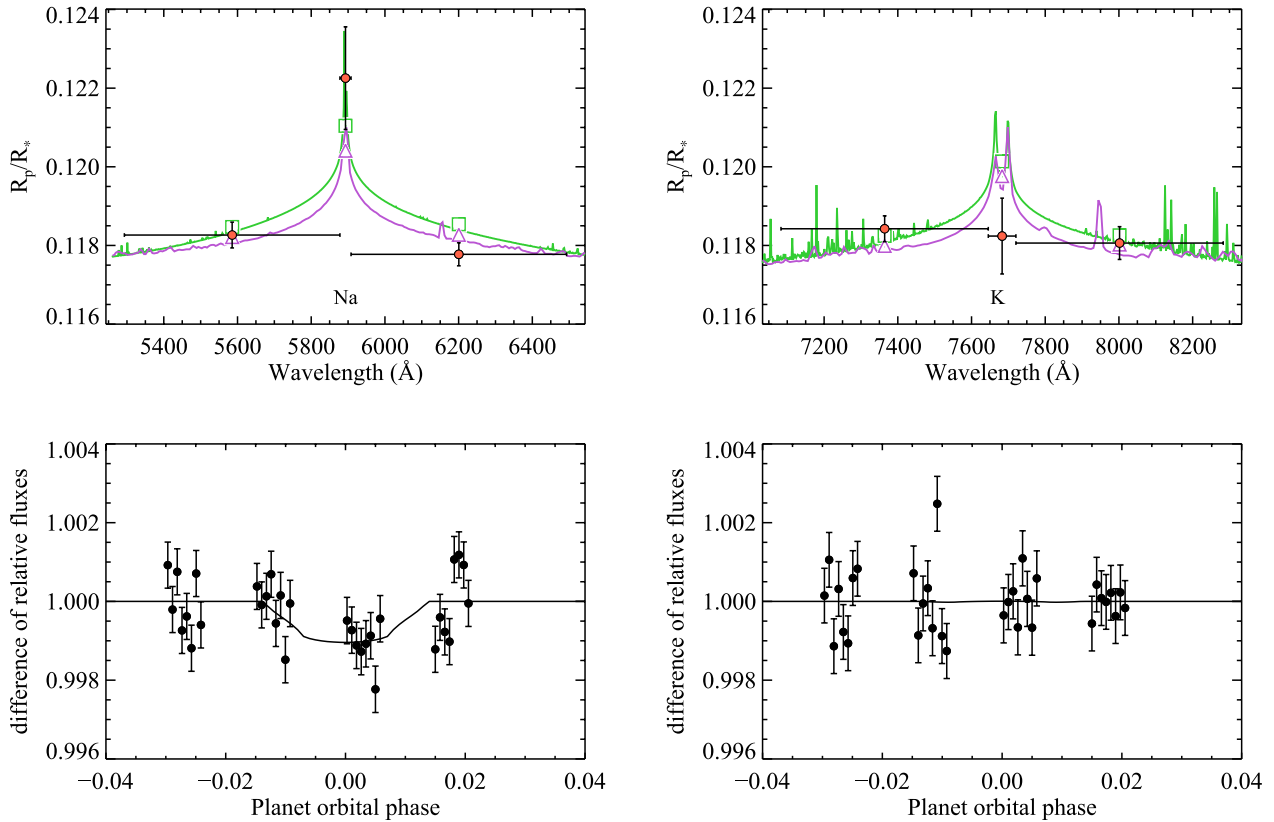 0.124
0.122
0.120
0.118
0.116
Rp/R*
Na
5400 5600 5800 6000 6200 6400
Wavelength (Å)
0.124
0.122
0.120
0.118
0.116
Rp/R*
K
7200 7400 7600 7800 8000 8200
Wavelength (Å)
1.004
1.002
1.000
0.998
0.996
difference of relative fluxes
−0.04 −0.02 0.00 0.02 0.04
Planet orbital phase
1.004
1.002
1.000
0.998
0.996
difference of relative fluxes
−0.04 −0.02 0.00 0.02 0.04
Planet orbital phase